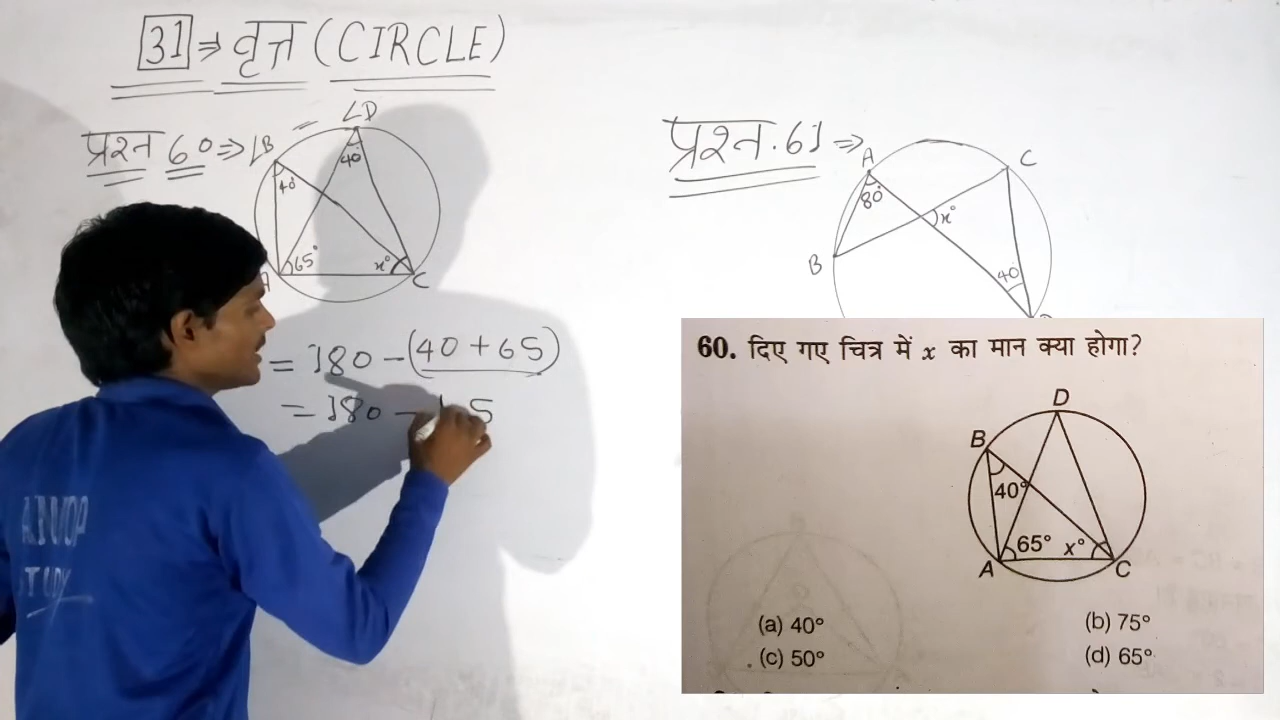 31 ⇒ वृत्त (CIRCLE)
प्रश्न 60 ⇒
∠B = ∠D
40°
40°
65°
x°
A
C
= 180 - (40 + 65)
= 180 -
प्रश्न.61 ⇒
A
C
80°
x°
B
40°
60. दिए गए चित्र में x का मान क्या होगा?
D
B
40°
65°
x°
A
C
(a) 40°
(b) 75°
(c) 50°
(d) 65°
STUDY